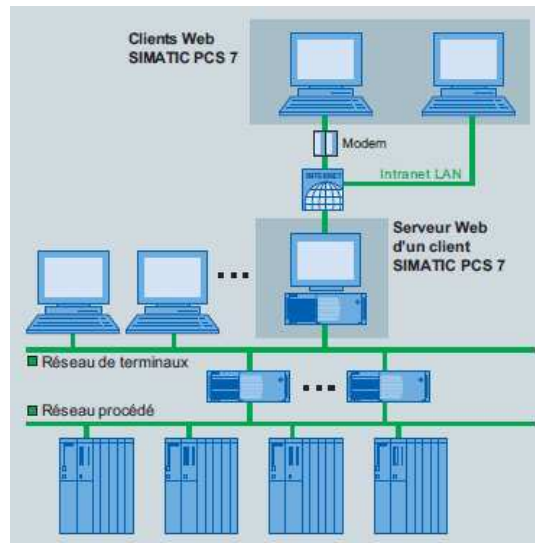 Clients Web
SIMATIC PCS 7
Modem
INTERNET
Intranet LAN
Serveur Web
d'un client
SIMATIC PCS 7
Réseau de terminaux
Réseau procédé